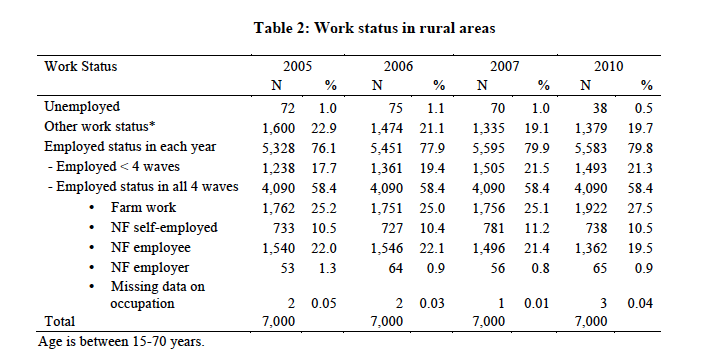 Table 2: Work status in rural areas
Work Status 2005 2006 2007 2010
N % N % N % N %
Unemployed 72 1.0 75 1.1 70 1.0 38 0.5
Other work status* 1,600 22.9 1,474 21.1 1,335 19.1 1,379 19.7
Employed status in each year 5,328 76.1 5,451 77.9 5,595 79.9 5,583 79.8
- Employed < 4 waves 1,238 17.7 1,361 19.4 1,505 21.5 1,493 21.3
- Employed status in all 4 waves 4,090 58.4 4,090 58.4 4,090 58.4 4,090 58.4
• Farm work 1,762 25.2 1,751 25.0 1,756 25.1 1,922 27.5
• NF self-employed 733 10.5 727 10.4 781 11.2 738 10.5
• NF employee 1,540 22.0 1,546 22.1 1,496 21.4 1,362 19.5
• NF employer 53 1.3 64 0.9 56 0.8 65 0.9
• Missing data on
occupation 2 0.05 2 0.03 1 0.01 3 0.04
Total 7,000 7,000 7,000 7,000
Age is between 15-70 years.